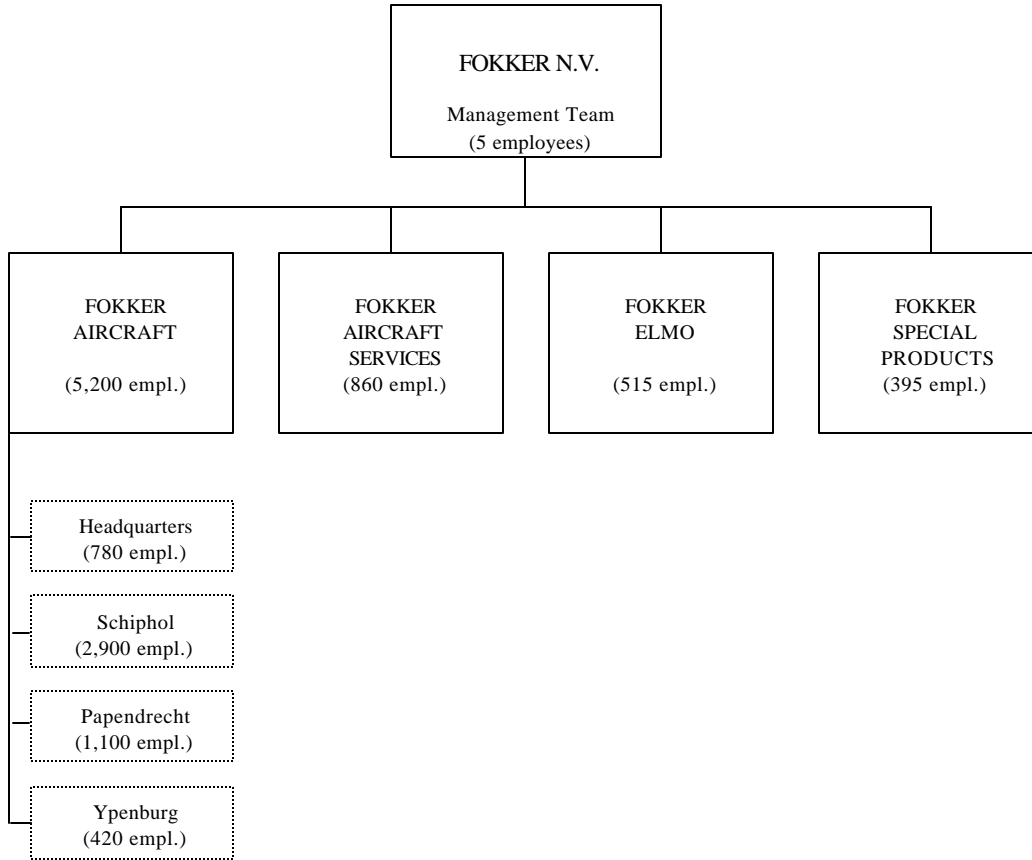 FOKKER N.V.
Management Team
(5 employees)
FOKKER
AIRCRAFT
(5,200 empl.)
FOKKER
AIRCRAFT
SERVICES
(860 empl.)
FOKKER
ELMO
(515 empl.)
FOKKER
SPECIAL
PRODUCTS
(395 empl.)
Headquarters
(780 empl.)
Schiphol
(2,900 empl.)
Papendrecht
(1,100 empl.)
Ypenburg
(420 empl.)